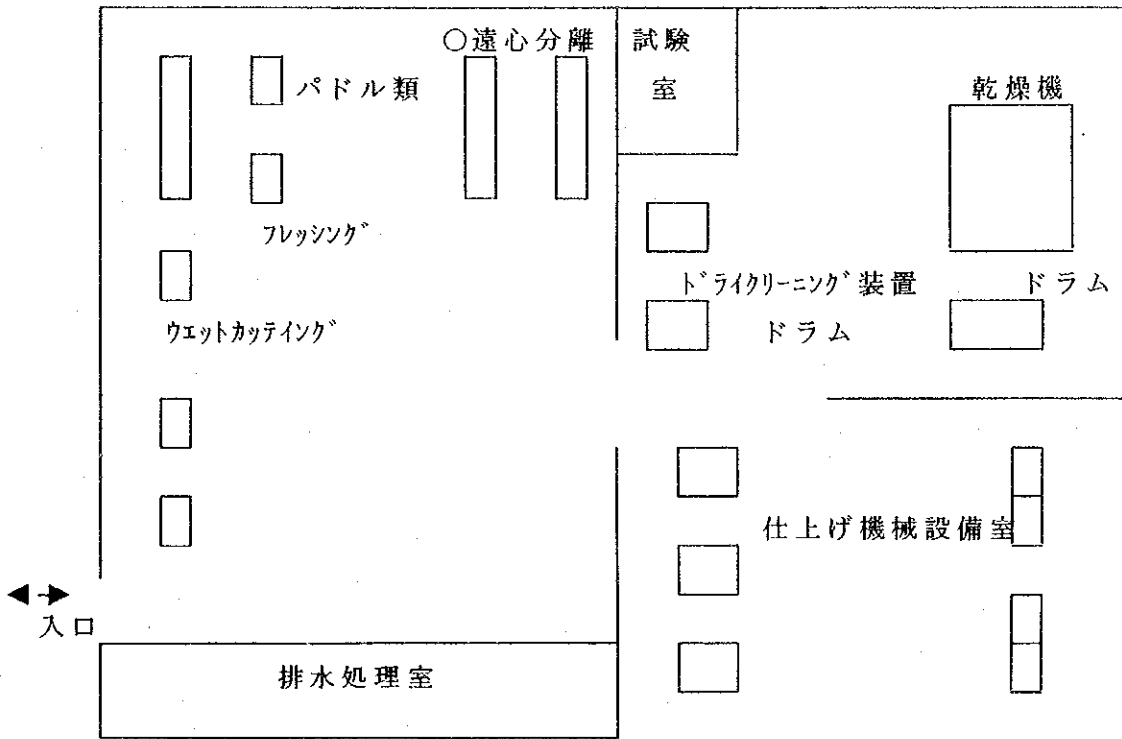 ○遠心分離
試験
室
パドル類
乾燥機
フレッシング
ドライクリーニング装置
ドラム
ウエットカッテイング
ドラム
仕上げ機械設備室
入口
排水処理室